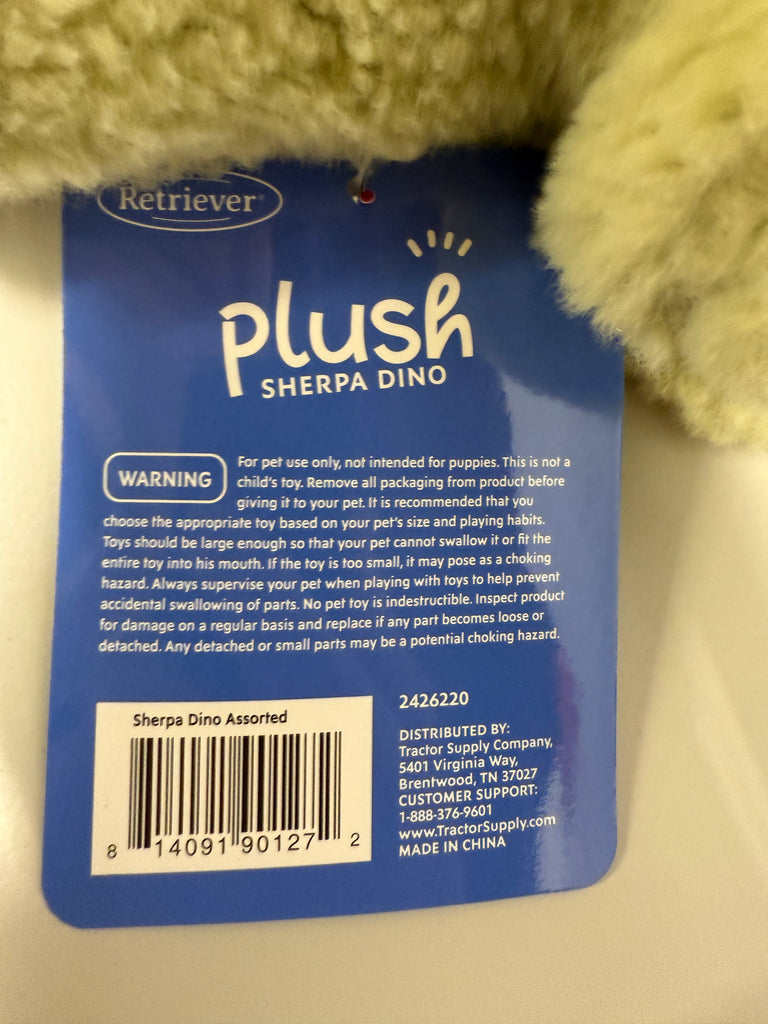 Retriever
plush
SHERPA DINO
WARNING
For pet use only, not intended for puppies. This is not a
child's toy. Remove all packaging from product before
giving it to your pet. It is recommended that you
choose the appropriate toy based on your pet's size and playing habits.
Toys should be large enough so that your pet cannot swallow it or fit the
entire toy into his mouth. If the toy is too small, it may pose as a choking
hazard. Always supervise your pet when playing with toys to help prevent
accidental swallowing of parts. No pet toy is indestructible. Inspect product
for damage on a regular basis and replace if any part becomes loose or
detached. Any detached or small parts may be a potential choking hazard.
Sherpa Dino Assorted
8 14091 90127 2
2426220
DISTRIBUTED BY:
Tractor Supply Company,
5401 Virginia Way,
Brentwood, TN 37027
CUSTOMER SUPPORT:
1-888-376-9601
www.TractorSupply.com
MADE IN CHINA